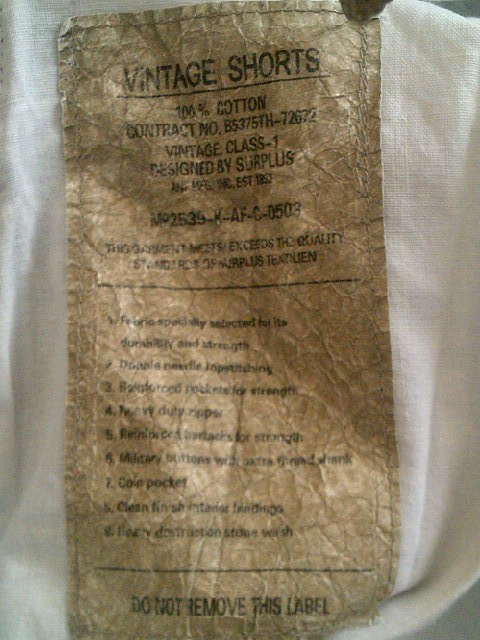 VINTAGE SHORTS
100% COTTON
CONTRACT NO. B5375TH-72672
VINTAGE CLASS-1
DESIGNED BY SURPLUS
ANF MFG. INC. EST 1852
MP2539-K-AF-C-0503
THIS GARMENT MEETS/EXCEEDS THE QUALITY
STANDARDS OF SURPLUS
1. Fabric specially selected for its
durability and strength
2. Double needle topstitching
3. Reinforced pockets for strength
4. Heavy duty zipper
5. Reinforced bartacks for strength
6. Military buttons with extra thread shank
7. Coin pocket
8. Clean finish interior bindings
9. Heavy destruction stone wash
DO NOT REMOVE THIS LABEL